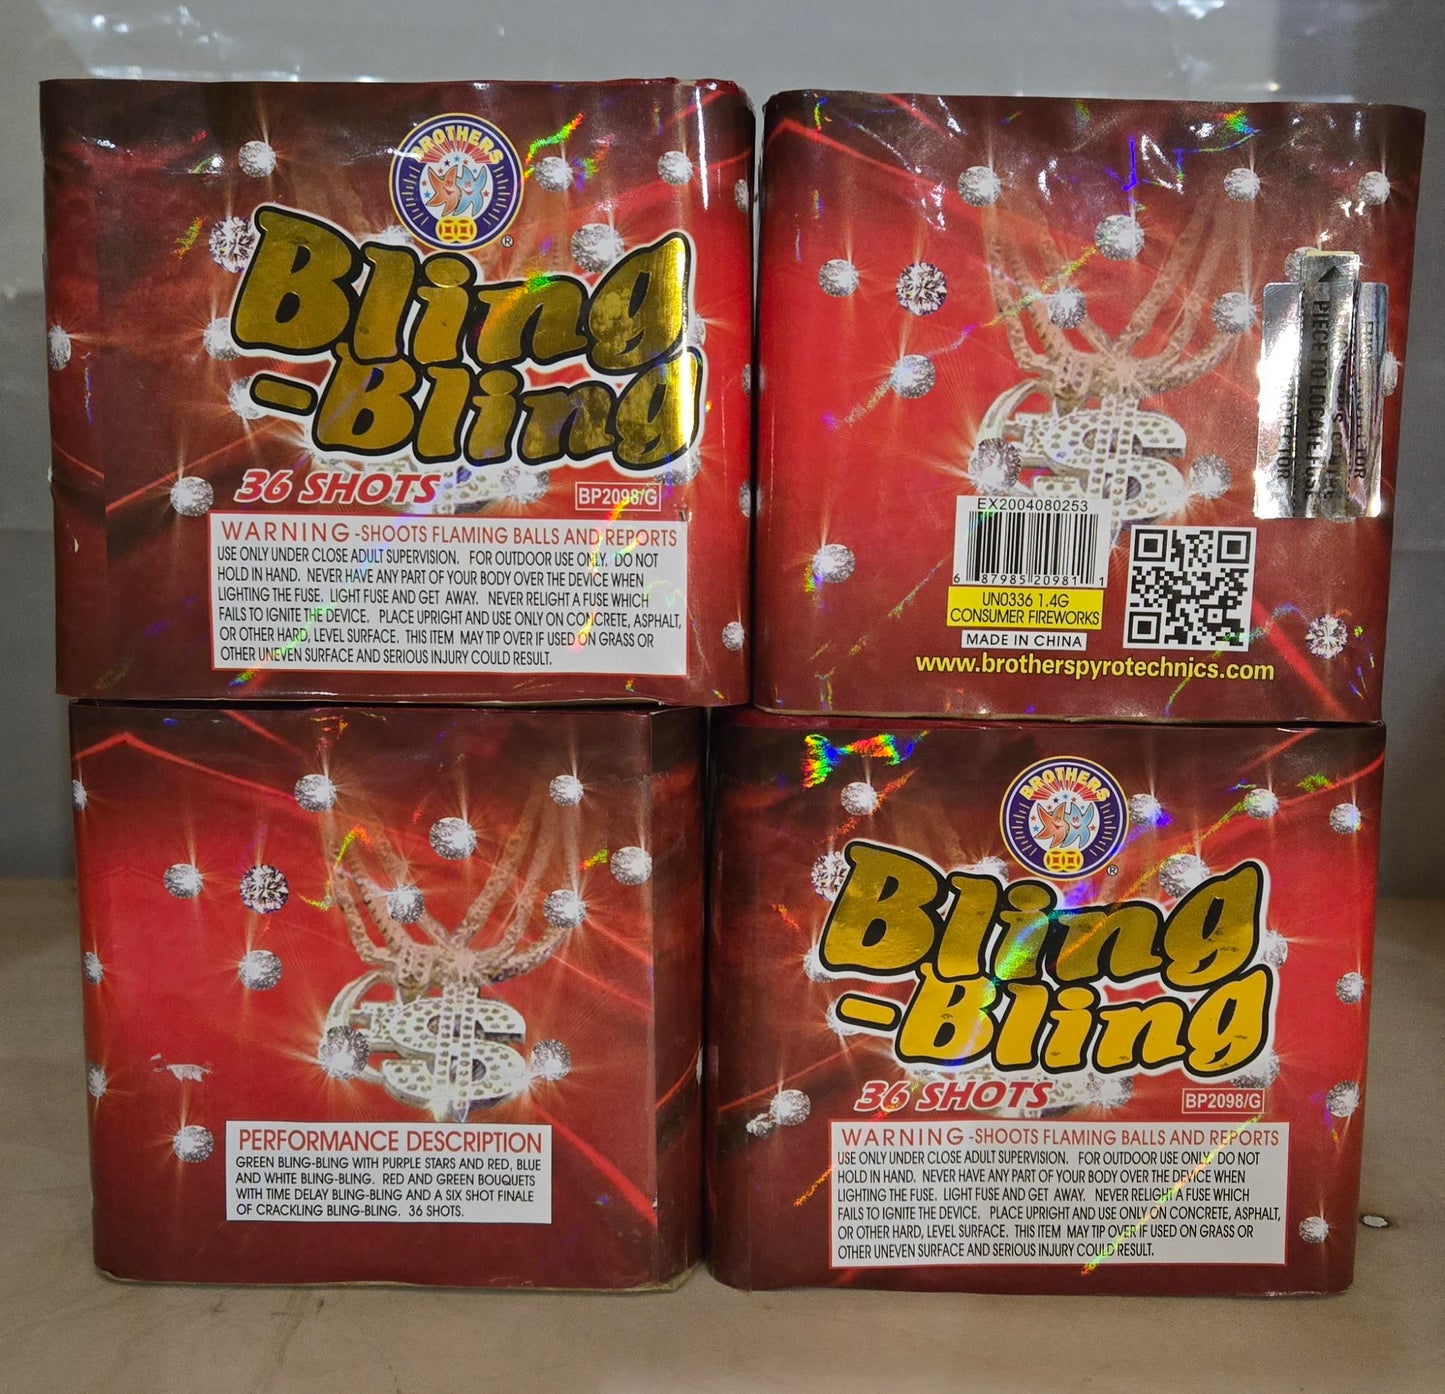 BROTHERS
®
Bling
-Bling
36 SHOTS
BP2098/G
WARNING -SHOOTS FLAMING BALLS AND REPORTS
USE ONLY UNDER CLOSE ADULT SUPERVISION. FOR OUTDOOR USE ONLY. DO NOT
HOLD IN HAND. NEVER HAVE ANY PART OF YOUR BODY OVER THE DEVICE WHEN
LIGHTING THE FUSE. LIGHT FUSE AND GET AWAY. NEVER RELIGHT A FUSE WHICH
FAILS TO IGNITE THE DEVICE. PLACE UPRIGHT AND USE ONLY ON CONCRETE, ASPHALT,
OR OTHER HARD, LEVEL SURFACE. THIS ITEM MAY TIP OVER IF USED ON GRASS OR
OTHER UNEVEN SURFACE AND SERIOUS INJURY COULD RESULT.
PIECE TO LOCATE FUSE
EX2004080253
6 87985 20981 1
UN0336 1.4G
CONSUMER FIREWORKS
MADE IN CHINA
www.brotherspyrotechnics.com
PERFORMANCE DESCRIPTION
GREEN BLING-BLING WITH PURPLE STARS AND RED, BLUE
AND WHITE BLING-BLING. RED AND GREEN BOUQUETS
WITH TIME DELAY BLING-BLING AND A SIX SHOT FINALE
OF CRACKLING BLING-BLING. 36 SHOTS.
BROTHERS
®
Bling
-Bling
36 SHOTS
BP2098/G
WARNING -SHOOTS FLAMING BALLS AND REPORTS
USE ONLY UNDER CLOSE ADULT SUPERVISION. FOR OUTDOOR USE ONLY. DO NOT
HOLD IN HAND. NEVER HAVE ANY PART OF YOUR BODY OVER THE DEVICE WHEN
LIGHTING THE FUSE. LIGHT FUSE AND GET AWAY. NEVER RELIGHT A FUSE WHICH
FAILS TO IGNITE THE DEVICE. PLACE UPRIGHT AND USE ONLY ON CONCRETE, ASPHALT,
OR OTHER HARD, LEVEL SURFACE. THIS ITEM MAY TIP OVER IF USED ON GRASS OR
OTHER UNEVEN SURFACE AND SERIOUS INJURY COULD RESULT.